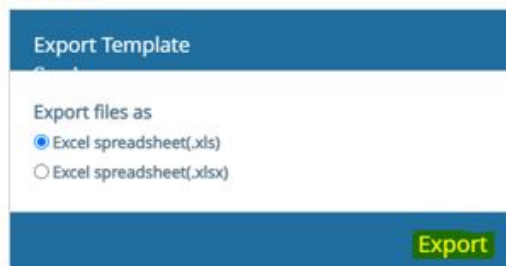 Export Template
Export files as
Excel spreadsheet(.xls)
Excel spreadsheet(.xlsx)
Export